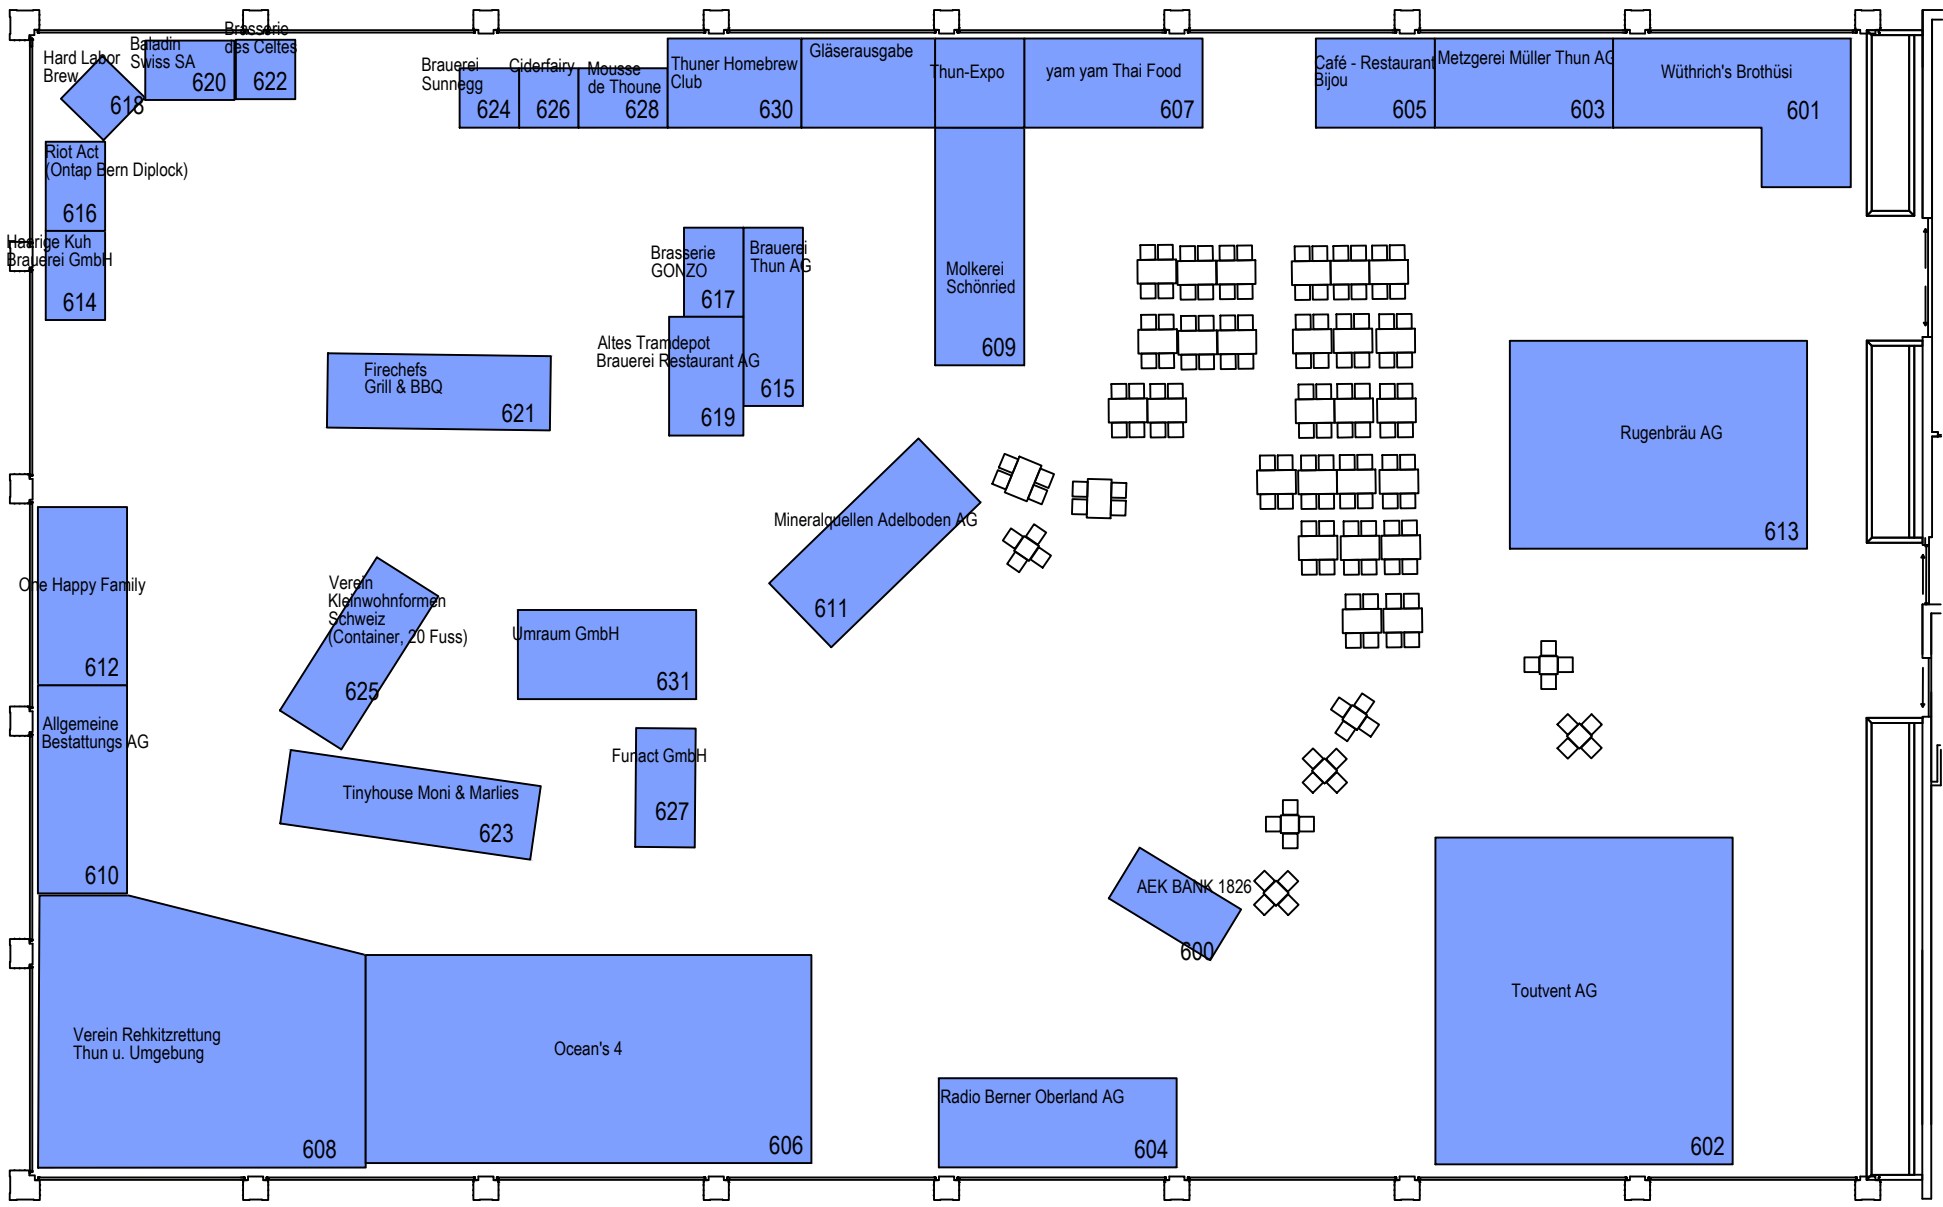 Hard Labor
Brew
618
Baladin
Swiss SA
620
Brasserie
des Celtes
622
Brauerei
Sunnegg
624
Ciderfairy
626
Mousse
de Thoune
628
Thuner Homebrew
Club
630
Gläserausgabe
Thun-Expo
yam yam Thai Food
607
Café - Restaurant
Bijou
605
Metzgerei Müller Thun AG
603
Wüthrich's Brothüsi
601
Riot Act
(Ontap Bern Diplock)
616
Haerige Kuh
Brauerei GmbH
614
Brasserie
GONZO
617
Brauerei
Thun AG
615
Molkerei
Schönried
609
Altes Tramdepot
Brauerei Restaurant AG
619
Firechefs
Grill & BBQ
621
Rugenbräu AG
613
Mineralquellen Adelboden AG
611
One Happy Family
612
Verein
Kleinwohnformen
Schweiz
(Container, 20 Fuss)
625
Umraum GmbH
631
Allgemeine
Bestattungs AG
610
Funact GmbH
627
Tinyhouse Moni & Marlies
623
AEK BANK 1826
600
Toutvent AG
602
Verein Rehkitzrettung
Thun u. Umgebung
608
Ocean's 4
606
Radio Berner Oberland AG
604